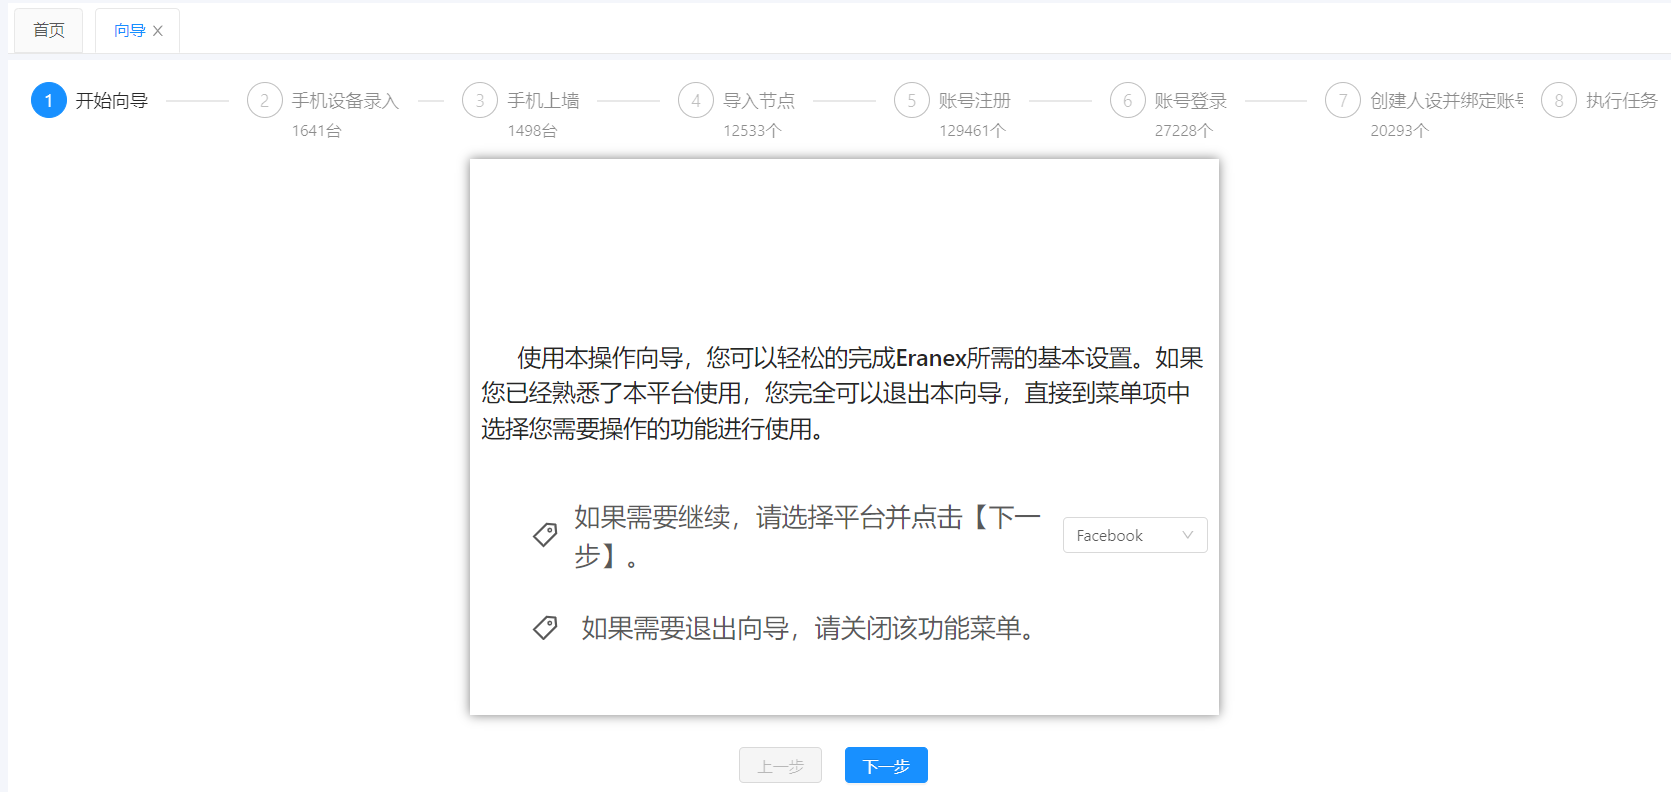 首页
向导
1 开始向导
2 手机设备录入
1641台
3 手机上墙
1498台
4 导入节点
12533个
5 账号注册
129461个
6 账号登录
27228个
7 创建人设并绑定账号
20293个
8 执行任务
使用本操作向导，您可以轻松的完成Eranex所需的基本设置。如果
您已经熟悉了本平台使用，您完全可以退出本向导，直接到菜单项中
选择您需要操作的功能进行使用。
如果需要继续，请选择平台并点击【下一
步】。
Facebook
如果需要退出向导，请关闭该功能菜单。
上一步
下一步